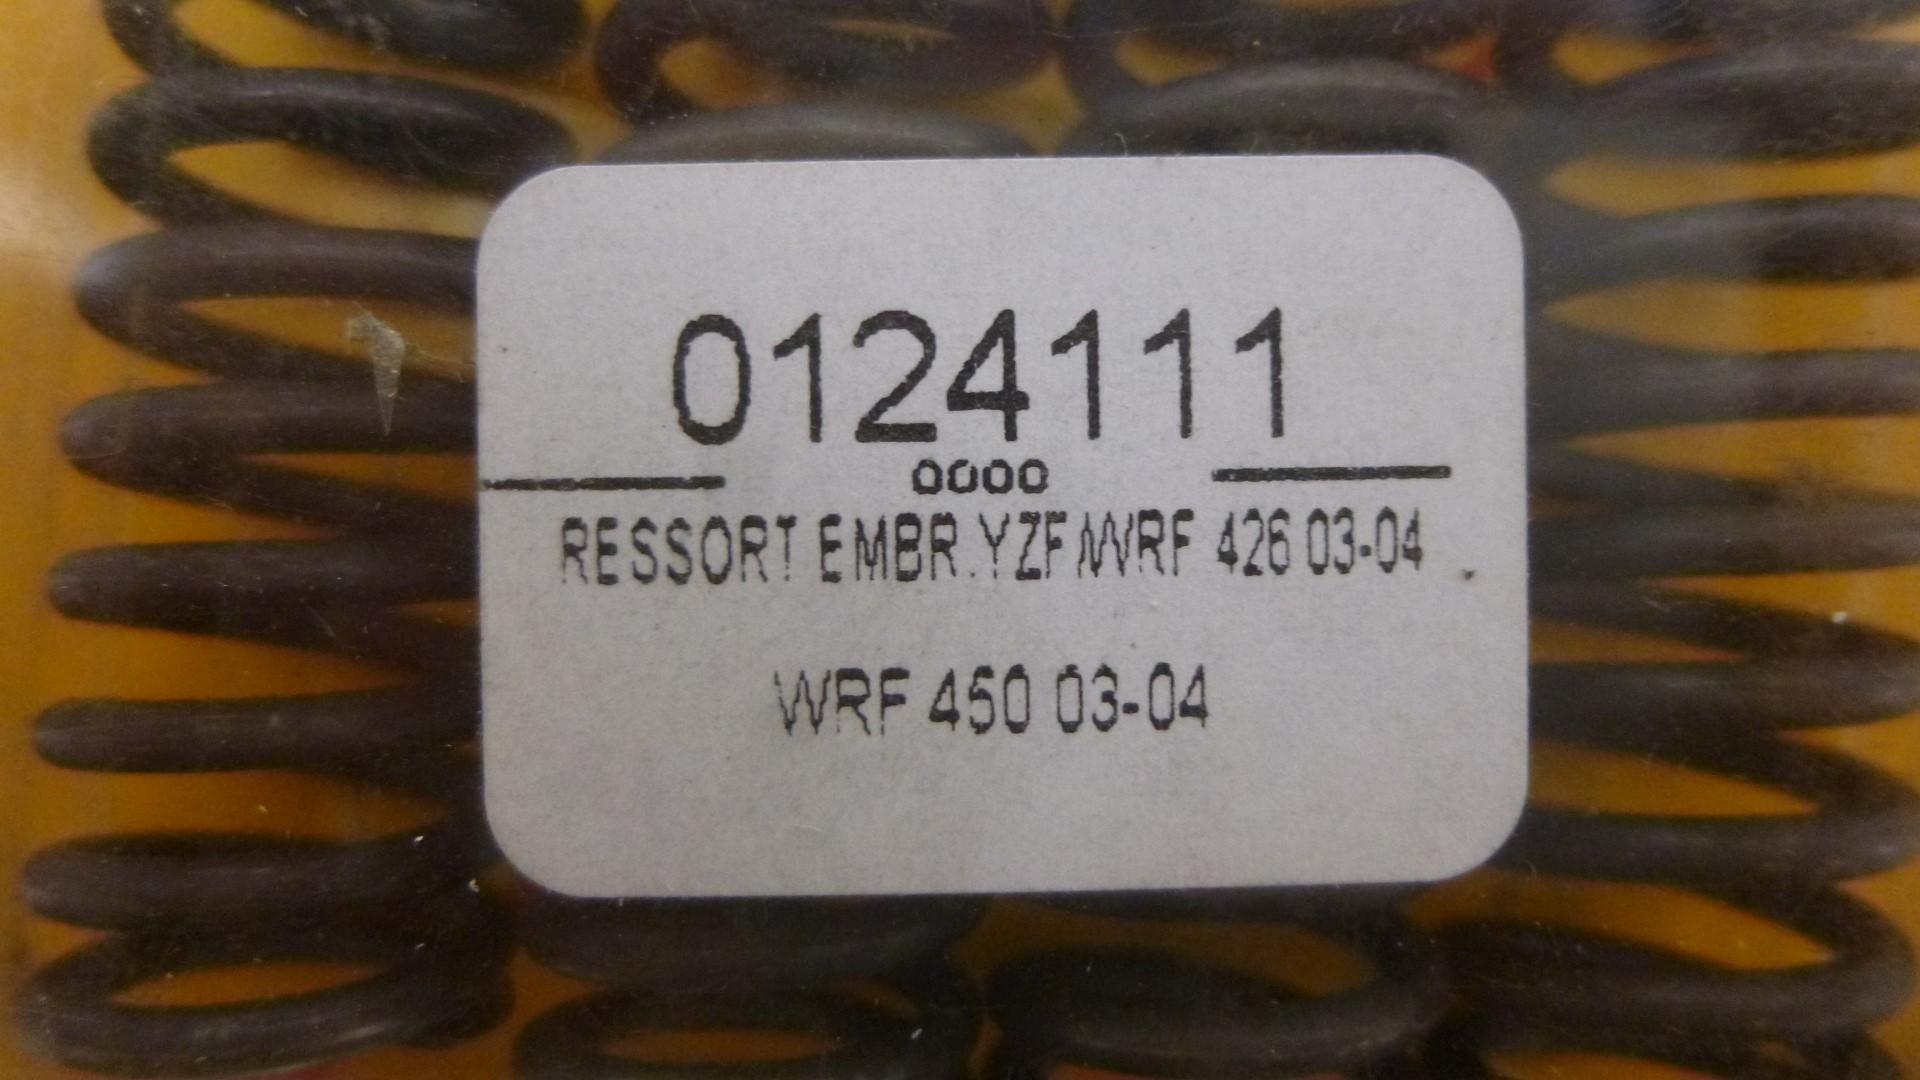 0124111
0000
RESSORT EMBR.YZF/WRF 426 03-04
WRF 450 03-04